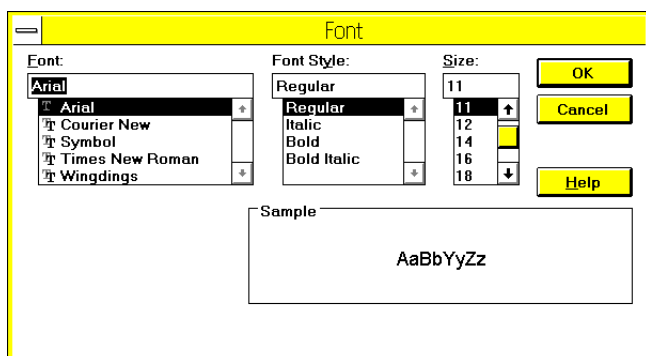 Font
Font: Font Style: Size:
Arial Regular 11 OK
Arial Regular 11 Cancel
Courier New Italic 12
Symbol Bold 14
Times New Roman Bold Italic 16
Wingdings 18 Help
Sample
AaBbYyZz